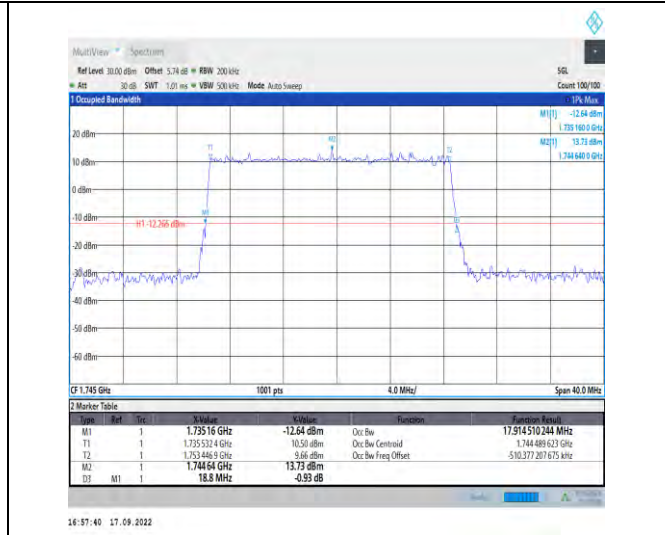 MultiView Spectrum
Ref Level 30.00 dBm Offset 5.74 dB RBW 200 kHz SGL
Att 30 dB SWT 1.01 ms VBW 500 kHz Mode Auto Sweep Count 100/100
1 Occupied Bandwidth 1Pk Max
M1[1] -12.64 dBm
1.735 160 0 GHz
20 dBm M2[1] 13.73 dBm
1.744 640 0 GHz
T1 M2 T2
10 dBm
0 dBm
M1
-10 dBm
H1 -12.265 dBm
-20 dBm
-30 dBm
-40 dBm
-50 dBm
-60 dBm
CF 1.745 GHz 1001 pts 4.0 MHz/ Span 40.0 MHz
2 Marker Table
Type Ref Trc X-Value Y-Value Function Function Result
M1 1 1.73516 GHz -12.64 dBm Occ Bw 17.914 510 244 MHz
T1 1 1.735 532 4 GHz 10.50 dBm Occ Bw Centroid 1.744 489 623 GHz
T2 1 1.753 446 9 GHz 9.66 dBm Occ Bw Freq Offset -510.377 207 675 kHz
M2 1 1.744 64 GHz 13.73 dBm
D3 M1 1 18.8 MHz -0.93 dB
16:57:40 17.09.2022